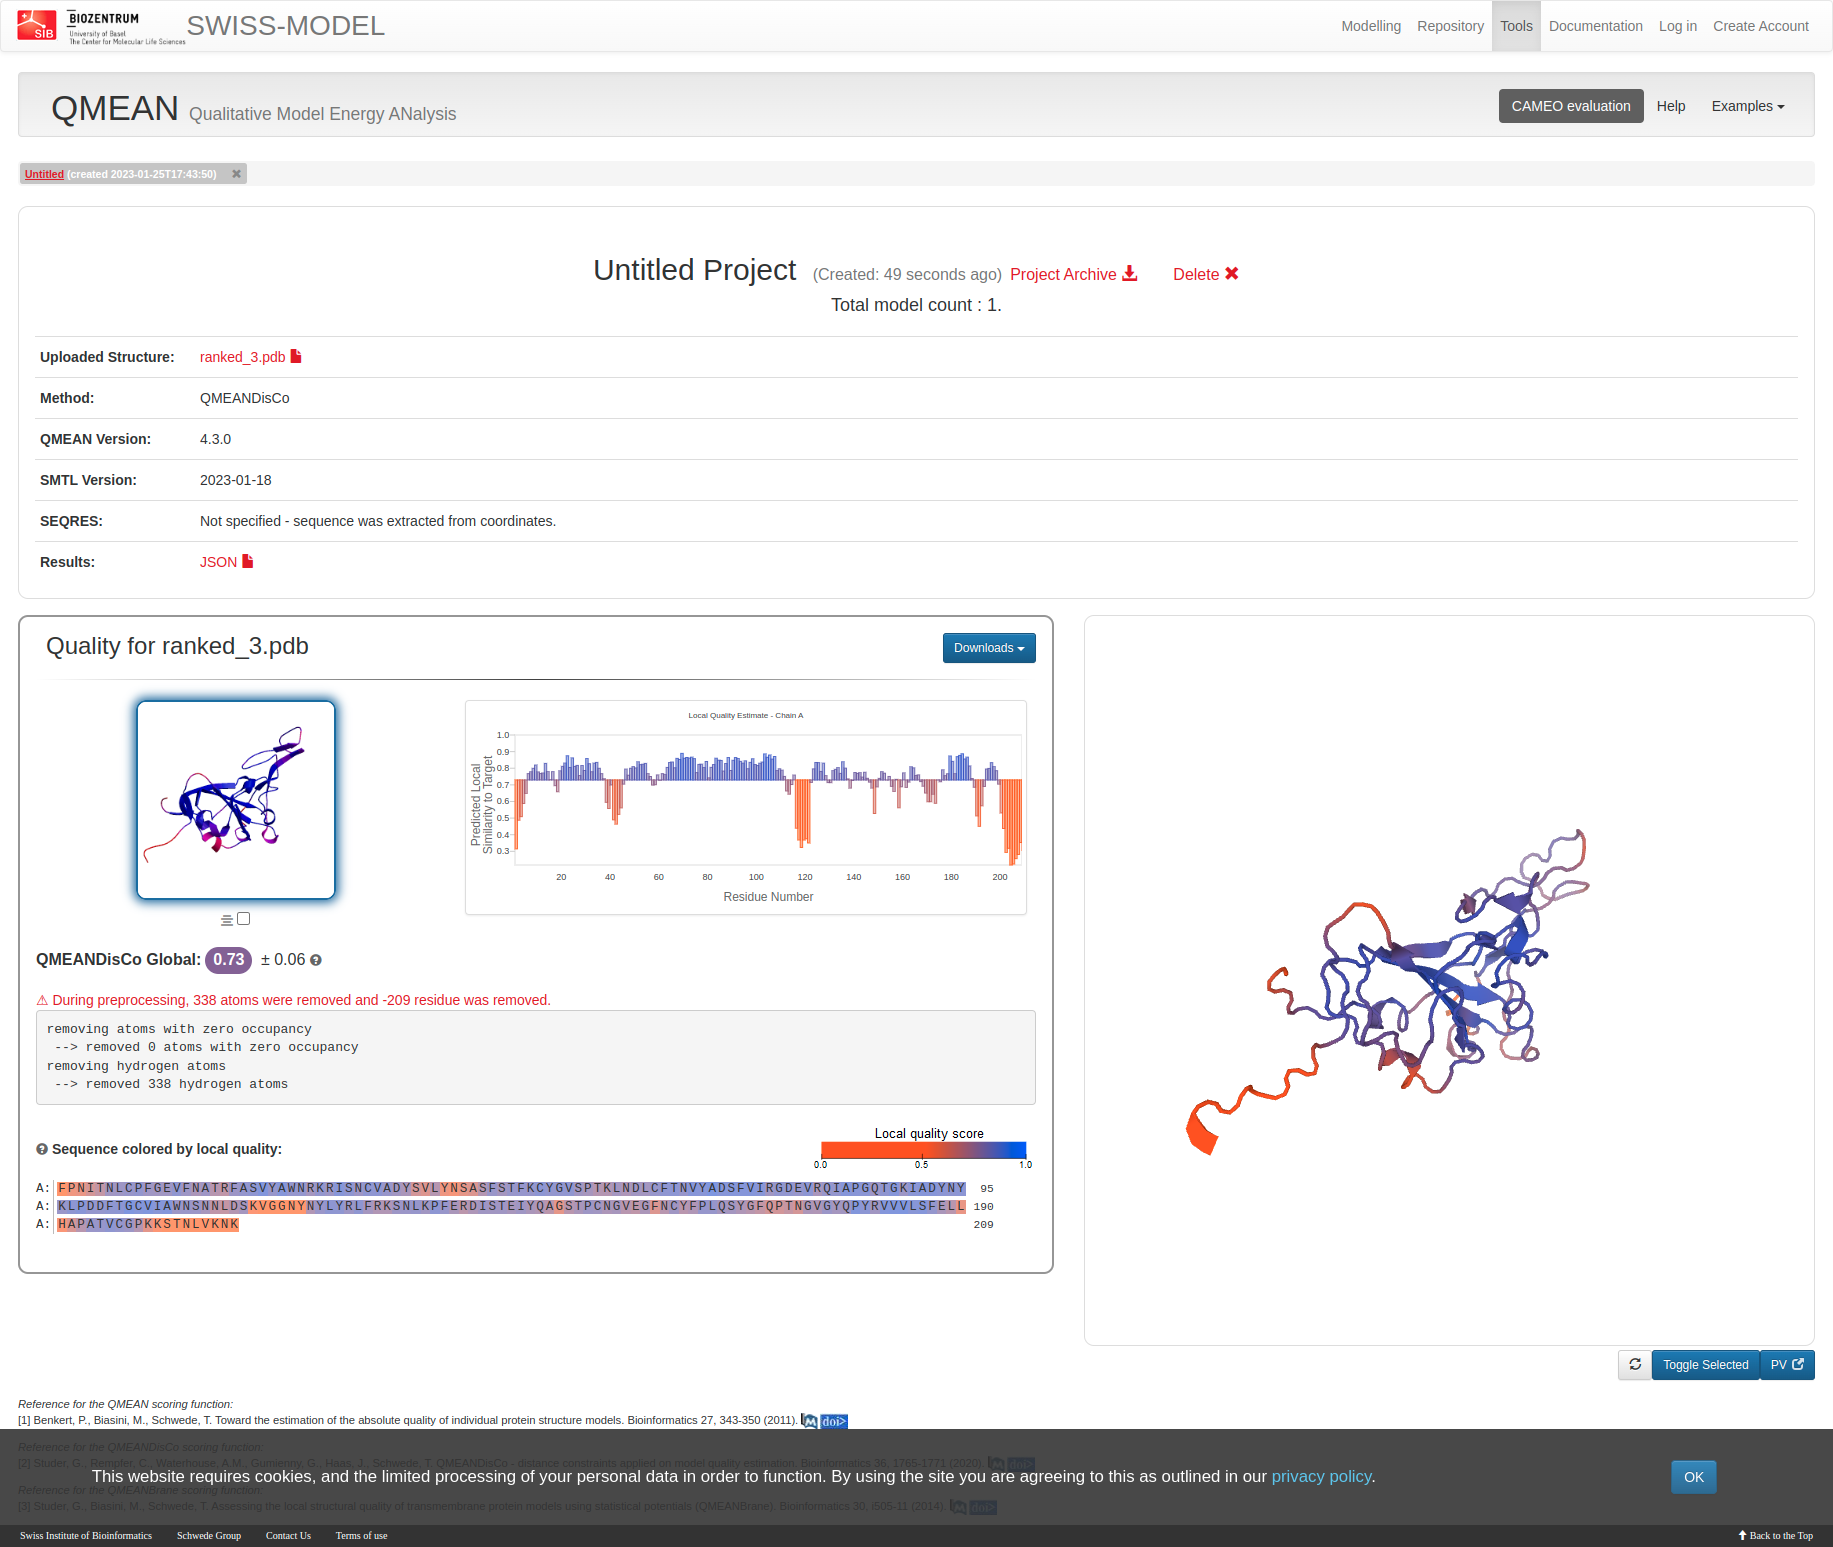 SIB
BIOZENTRUM
University of Basel
The Center for Molecular Life Sciences
SWISS-MODEL
Modelling Repository Tools Documentation Log in Create Account
QMEAN Qualitative Model Energy ANalysis
CAMEO evaluation Help Examples
Untitled (created 2023-01-25T17:43:50) ✖
Untitled Project (Created: 49 seconds ago) Project Archive Delete ✖
Total model count : 1.
Uploaded Structure: ranked_3.pdb
Method: QMEANDisCo
QMEAN Version: 4.3.0
SMTL Version: 2023-01-18
SEQRES: Not specified - sequence was extracted from coordinates.
Results: JSON
Quality for ranked_3.pdb
Downloads
Local Quality Estimate - Chain A
Predicted Local
Similarity to Target
1.0
0.9
0.8
0.7
0.6
0.5
0.4
0.3
20 40 60 80 100 120 140 160 180 200
Residue Number
QMEANDisCo Global: 0.73 ± 0.06
⚠ During preprocessing, 338 atoms were removed and -209 residue was removed.
removing atoms with zero occupancy
--> removed 0 atoms with zero occupancy
removing hydrogen atoms
--> removed 338 hydrogen atoms
Sequence colored by local quality:
Local quality score
0.0 0.5 1.0
A: FPNITNLCPFGEVFNATRFASVYAWNRKRISNCVADYSVLYNSASFSTFKCYGVSPTKLNDLCFTNVYADSFVIRGDEVRQIAPGQTGKIADYNY 95
A: KLPDDFTGCVIAWNSNNLDSKVGGNYNYLYRLFRKSNLKPFERDISTEIYQAGSTPCNGVEGFNCYFPLQSYGFQPTNGVGYQPYRVVVLSFELL 190
A: HAPATVCGPKKSTNLVKNK 209
Toggle Selected PV
Reference for the QMEAN scoring function:
[1] Benkert, P., Biasini, M., Schwede, T. Toward the estimation of the absolute quality of individual protein structure models. Bioinformatics 27, 343-350 (2011). M doi>
Reference for the QMEANDisCo scoring function:
[2] Studer, G., Rempfer, C., Waterhouse, A.M., Gumienny, G., Haas, J., Schwede, T. QMEANDisCo - distance constraints applied on model quality estimation. Bioinformatics 36, 1765-1771 (2020). M doi>
This website requires cookies, and the limited processing of your personal data in order to function. By using the site you are agreeing to this as outlined in our privacy policy. OK
Reference for the QMEANBrane scoring function:
[3] Studer, G., Biasini, M., Schwede, T. Assessing the local structural quality of transmembrane protein models using statistical potentials (QMEANBrane). Bioinformatics 30, i505-11 (2014). M doi>
Swiss Institute of Bioinformatics Schwede Group Contact Us Terms of use Back to the Top